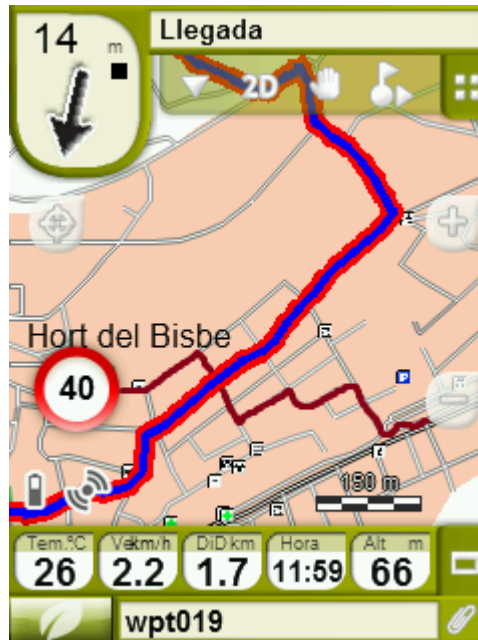 Llegada
14 m
2D
Hort del Bisbe
40
150 m
Tem.ºC
26
Vekm/h
2.2
DiD km
1.7
Hora
11:59
Alt m
66
wpt019